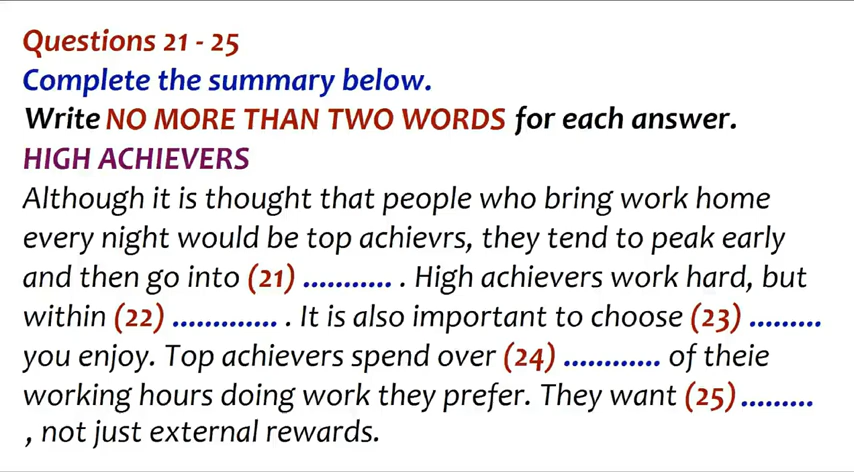 Questions 21 - 25
Complete the summary below.
Write NO MORE THAN TWO WORDS for each answer.
HIGH ACHIEVERS
Although it is thought that people who bring work home
every night would be top achievrs, they tend to peak early
and then go into (21) ............ . High achievers work hard, but
within (22) .............. . It is also important to choose (23) .........
you enjoy. Top achievers spend over (24) ............. of theie
working hours doing work they prefer. They want (25) .........
, not just external rewards.